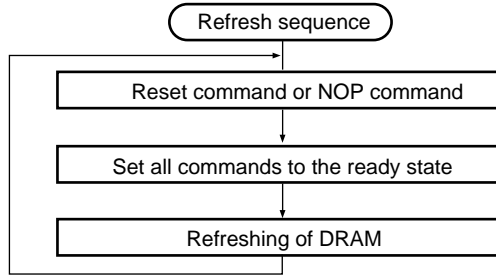 Refresh sequence
Reset command or NOP command
Set all commands to the ready state
Refreshing of DRAM